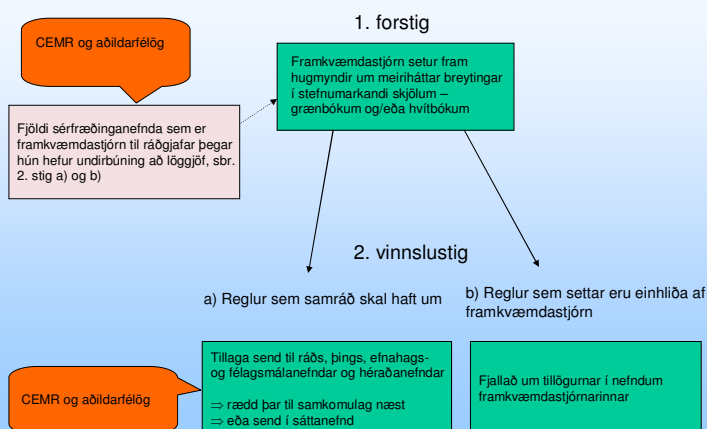 1. forstig
CEMR og aðildarfélög
Framkvæmdastjórn setur fram
hugmyndir um meiriháttar breytingar
í stefnumarkandi skjölum –
grænbókum og/eða hvítbókum
Fjöldi sérfræðinganefnda sem er
framkvæmdastjórn til ráðgjafar þegar
hún hefur undirbúning að löggjöf, sbr.
2. stig a) og b)
2. vinnslustig
a) Reglur sem samráð skal haft um
b) Reglur sem settar eru einhliða af
framkvæmdastjórn
Tillaga send til ráðs, þings, efnahags-
og félagsmálanefndar og héraðanefndar
⇒ rædd þar til samkomulag næst
⇒ eða send í sáttanefnd
Fjallað um tillögurnar í nefndum
framkvæmdastjórnarinnar
CEMR og aðildarfélög